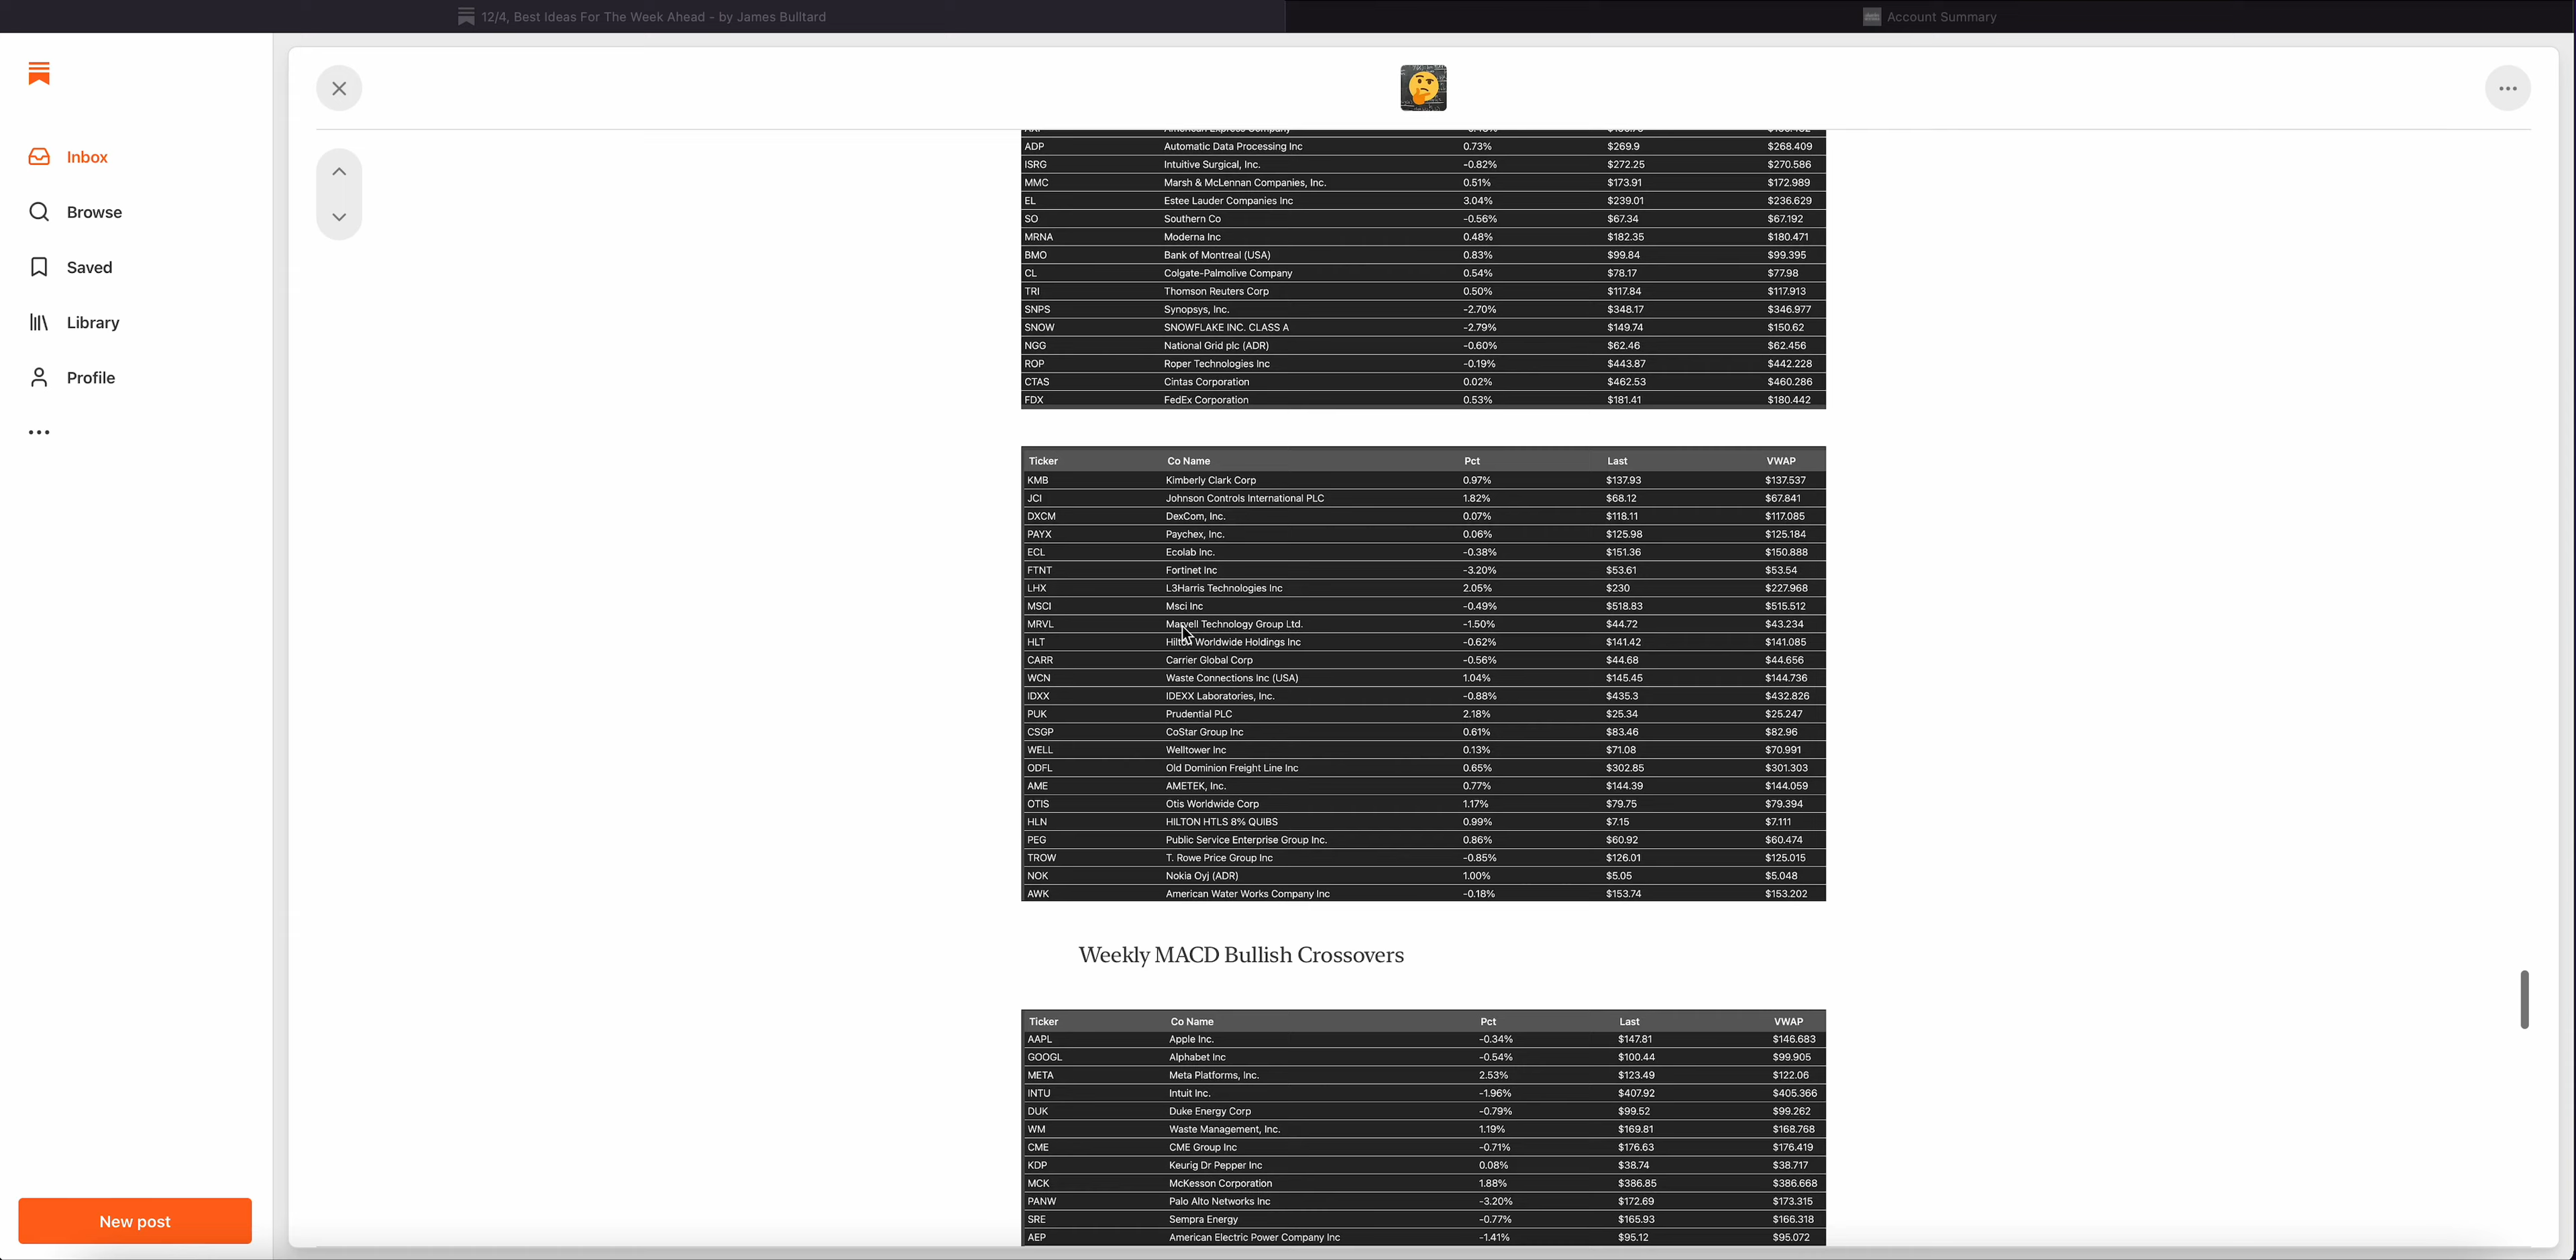 12/4, Best Ideas For The Week Ahead - by James Bulltard
Account Summary
Inbox
Browse
Saved
Library
Profile
New post
American Express Company
ADP Automatic Data Processing Inc 0.73% $269.9 $268.409
ISRG Intuitive Surgical, Inc. -0.82% $272.25 $270.586
MMC Marsh & McLennan Companies, Inc. 0.51% $173.91 $172.989
EL Estee Lauder Companies Inc 3.04% $239.01 $236.629
SO Southern Co -0.56% $67.34 $67.192
MRNA Moderna Inc 0.48% $182.35 $180.471
BMO Bank of Montreal (USA) 0.83% $99.84 $99.395
CL Colgate-Palmolive Company 0.54% $78.17 $77.98
TRI Thomson Reuters Corp 0.50% $117.84 $117.913
SNPS Synopsys, Inc. -2.70% $348.17 $346.977
SNOW SNOWFLAKE INC. CLASS A -2.79% $149.74 $150.62
NGG National Grid plc (ADR) -0.60% $62.46 $62.456
ROP Roper Technologies Inc -0.19% $443.87 $442.228
CTAS Cintas Corporation 0.02% $462.53 $460.286
FDX FedEx Corporation 0.53% $181.41 $180.442
Ticker Co Name Pct Last VWAP
KMB Kimberly Clark Corp 0.97% $137.93 $137.537
JCI Johnson Controls International PLC 1.82% $68.12 $67.841
DXCM DexCom, Inc. 0.07% $118.11 $117.085
PAYX Paychex, Inc. 0.06% $125.98 $125.184
ECL Ecolab Inc. -0.38% $151.36 $150.888
FTNT Fortinet Inc -3.20% $53.61 $53.54
LHX L3Harris Technologies Inc 2.05% $230 $227.968
MSCI Msci Inc -0.49% $518.83 $515.512
MRVL Marvell Technology Group Ltd. -1.50% $44.72 $43.234
HLT Hilton Worldwide Holdings Inc -0.62% $141.42 $141.085
CARR Carrier Global Corp -0.56% $44.68 $44.656
WCN Waste Connections Inc (USA) 1.04% $145.45 $144.736
IDXX IDEXX Laboratories, Inc. -0.88% $435.3 $432.826
PUK Prudential PLC 2.18% $25.34 $25.247
CSGP CoStar Group Inc 0.61% $83.46 $82.96
WELL Welltower Inc 0.13% $71.08 $70.991
ODFL Old Dominion Freight Line Inc 0.65% $302.85 $301.303
AME AMETEK, Inc. 0.77% $144.39 $144.059
OTIS Otis Worldwide Corp 1.17% $79.75 $79.394
HLN HILTON HTLS 8% QUIBS 0.99% $7.15 $7.111
PEG Public Service Enterprise Group Inc. 0.86% $60.92 $60.474
TROW T. Rowe Price Group Inc -0.85% $126.01 $125.015
NOK Nokia Oyj (ADR) 1.00% $5.05 $5.048
AWK American Water Works Company Inc -0.18% $153.74 $153.202
Weekly MACD Bullish Crossovers
Ticker Co Name Pct Last VWAP
AAPL Apple Inc. -0.34% $147.81 $146.683
GOOGL Alphabet Inc -0.54% $100.44 $99.905
META Meta Platforms, Inc. 2.53% $123.49 $122.06
INTU Intuit Inc. -1.96% $407.92 $405.366
DUK Duke Energy Corp -0.79% $99.52 $99.262
WM Waste Management, Inc. 1.19% $169.81 $168.768
CME CME Group Inc -0.71% $176.63 $176.419
KDP Keurig Dr Pepper Inc 0.08% $38.74 $38.717
MCK McKesson Corporation 1.88% $386.85 $386.668
PANW Palo Alto Networks Inc -3.20% $172.69 $173.315
SRE Sempra Energy -0.77% $165.93 $166.318
AEP American Electric Power Company Inc -1.41% $95.12 $95.072